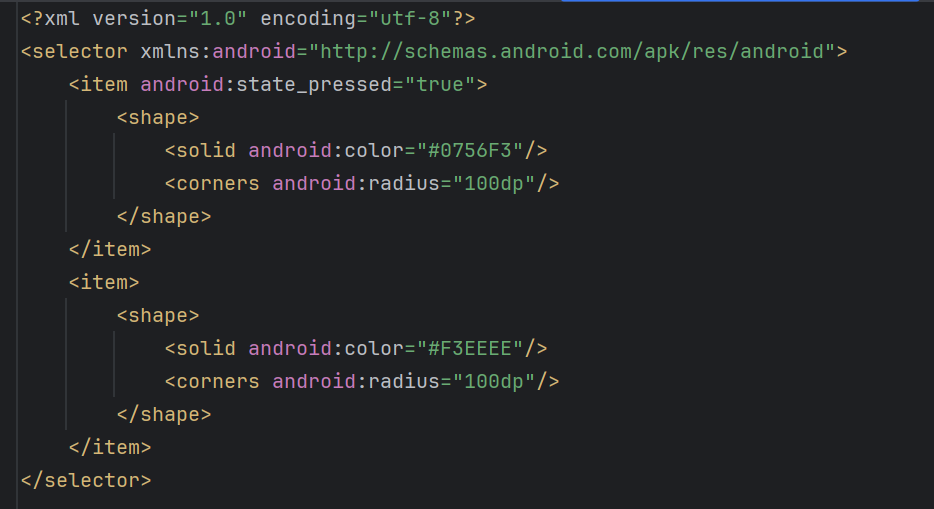 <?xml version="1.0" encoding="utf-8"?>
<selector xmlns:android="http://schemas.android.com/apk/res/android">
    <item android:state_pressed="true">
        <shape>
            <solid android:color="#0756F3"/>
            <corners android:radius="100dp"/>
        </shape>
    </item>
    <item>
        <shape>
            <solid android:color="#F3EEEE"/>
            <corners android:radius="100dp"/>
        </shape>
    </item>
</selector>